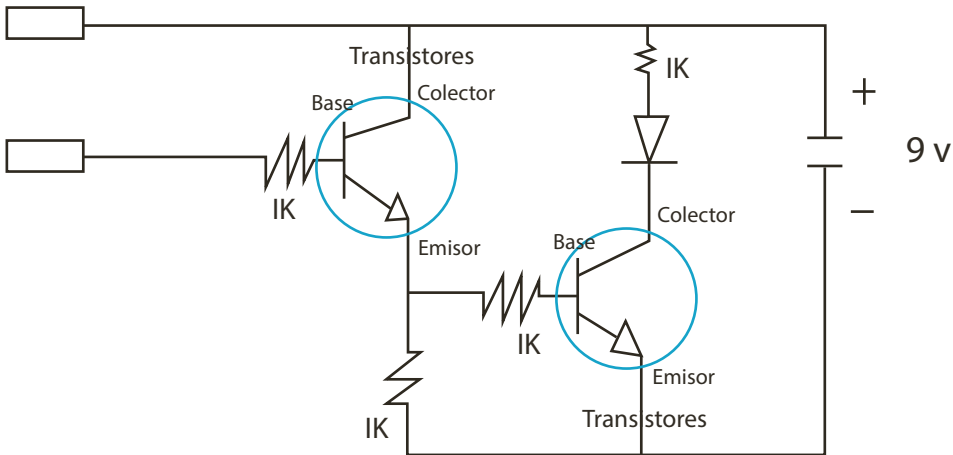 Transistores
IK
Base
Colector
+
9 v
IK
−
Emisor
Colector
Base
IK
Emisor
IK
Transistores